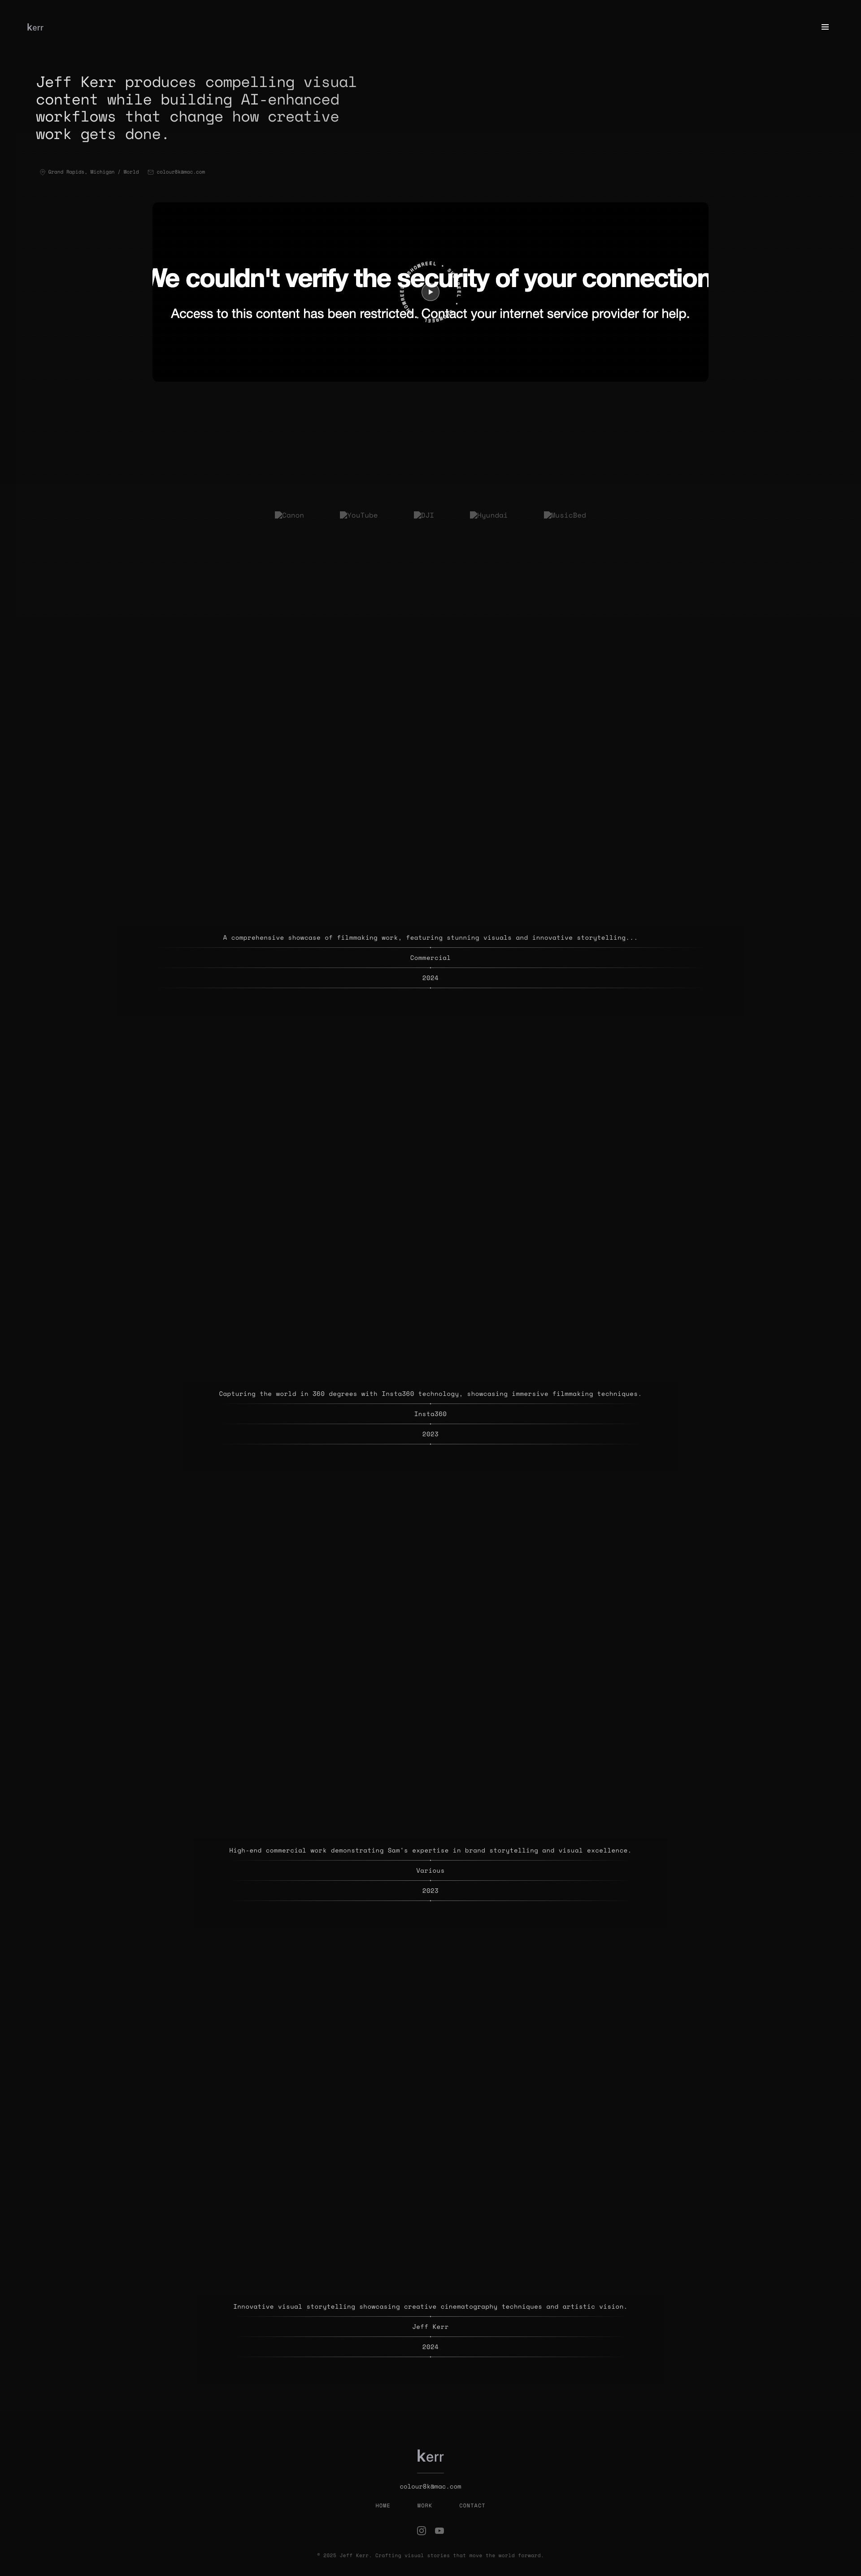 kerr
Jeff Kerr produces compelling visual
content while building AI-enhanced
workflows that change how creative
work gets done.
Grand Rapids, Michigan / World colour8k@mac.com
We couldn't verify the security of your connection
Access to this content has been restricted. Contact your internet service provider for help.
SHOWREEL • SHOWREEL • SHOWREEL • SHOWREEL
Canon YouTube DJI Hyundai MusicBed
A comprehensive showcase of filmmaking work, featuring stunning visuals and innovative storytelling...
Commercial
2024
Capturing the world in 360 degrees with Insta360 technology, showcasing immersive filmmaking techniques.
Insta360
2023
High-end commercial work demonstrating Sam's expertise in brand storytelling and visual excellence.
Various
2023
Innovative visual storytelling showcasing creative cinematography techniques and artistic vision.
Jeff Kerr
2024
kerr
colour8k@mac.com
HOME WORK CONTACT
© 2025 Jeff Kerr. Crafting visual stories that move the world forward.